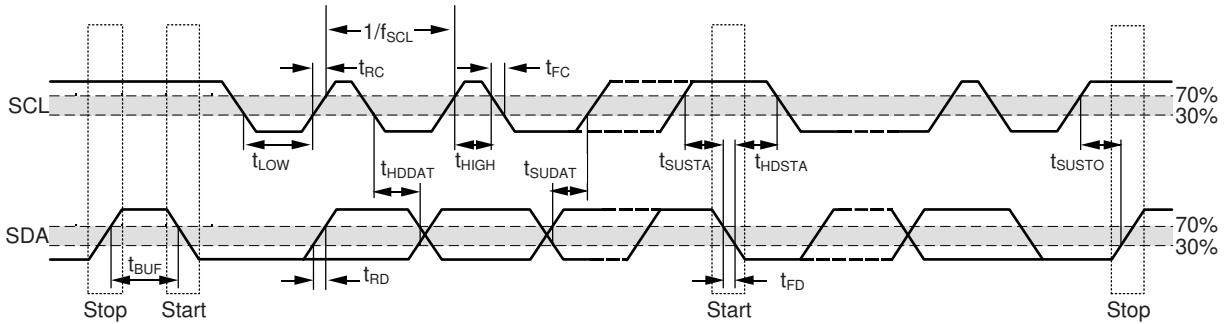 1/fSCL
tRC
tFC
SCL
70%
30%
tLOW
tHDDAT
tHIGH
tSUDAT
tSUSTA
tHDSTA
tSUSTO
SDA
70%
30%
tBUF
tRD
tFD
Stop
Start
Start
Stop